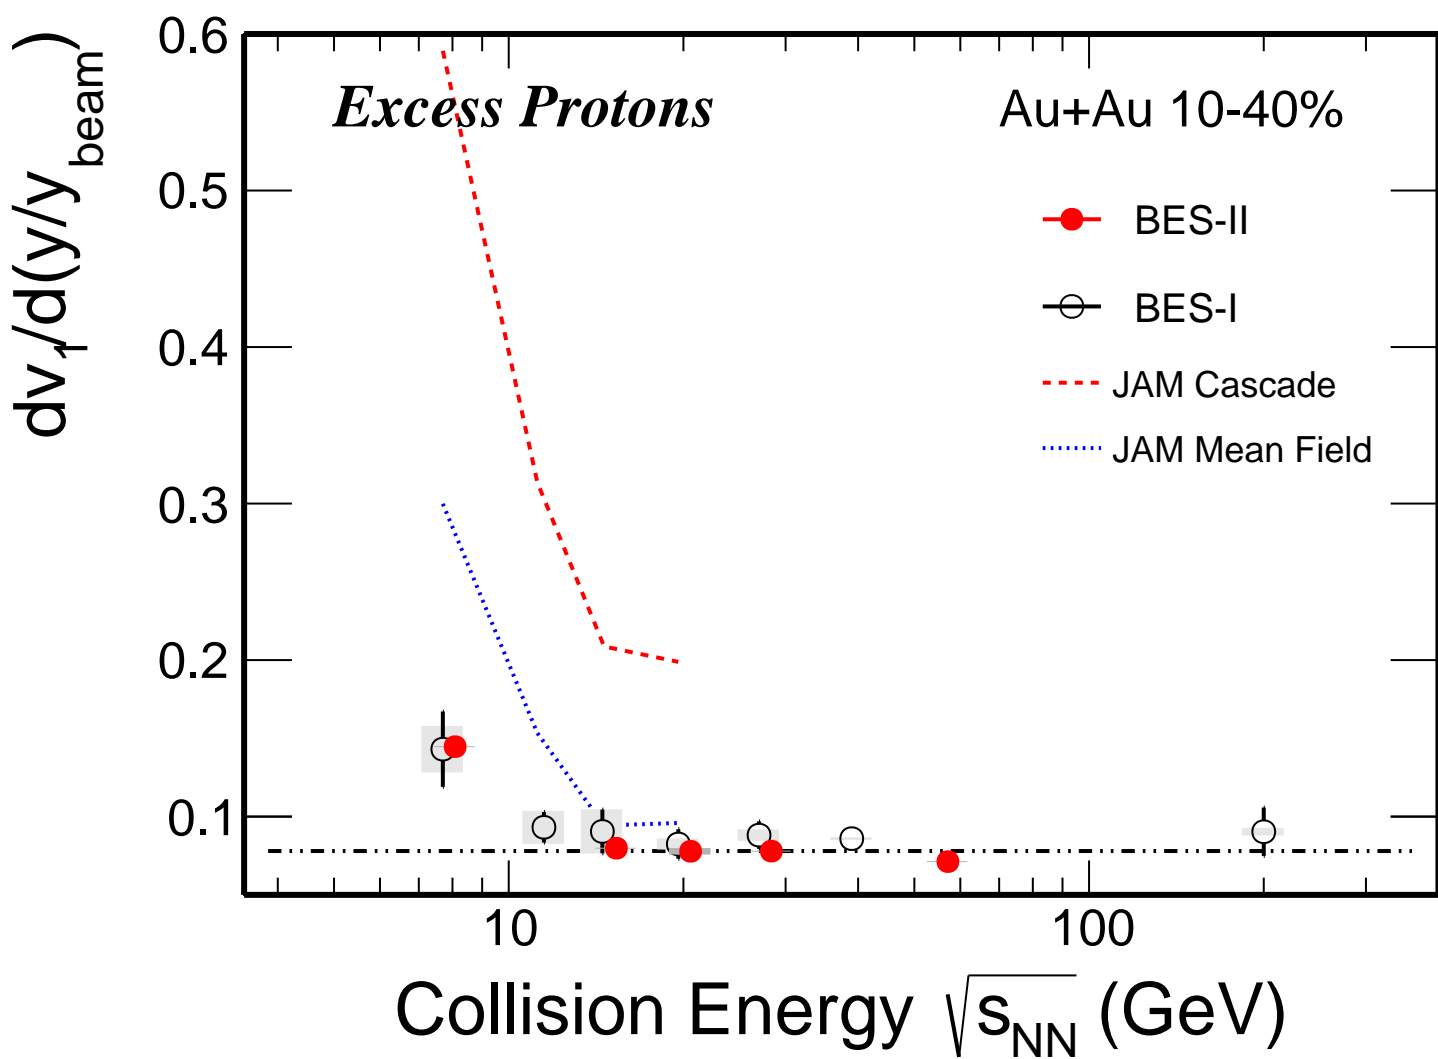 dv1/d(y/ybeam)
0.6
0.5
0.4
0.3
0.2
0.1
Excess Protons
Au+Au 10-40%
BES-II
BES-I
JAM Cascade
JAM Mean Field
10
100
Collision Energy √sNN (GeV)